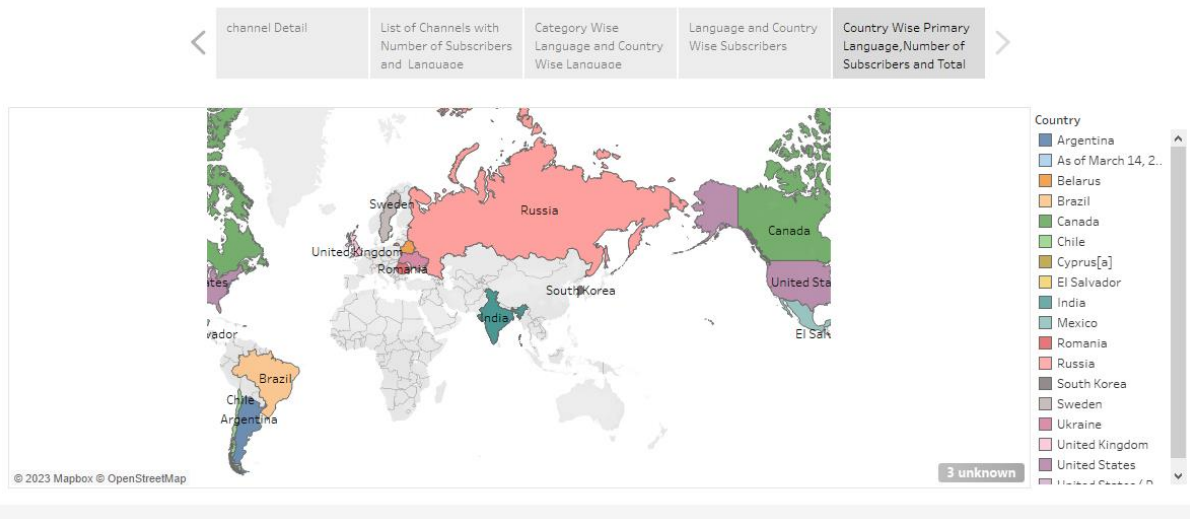 channel Detail
List of Channels with
Number of Subscribers
and Language
Category Wise
Language and Country
Wise Language
Language and Country
Wise Subscribers
Country Wise Primary
Language,Number of
Subscribers and Total
Sweden
Russia
United Kingdom
Romania
South Korea
India
Canada
United Sta
ates
El Salv
vador
Brazil
Chile
Argentina
© 2023 Mapbox © OpenStreetMap
3 unknown
Country
Argentina
As of March 14, 2..
Belarus
Brazil
Canada
Chile
Cyprus[a]
El Salvador
India
Mexico
Romania
Russia
South Korea
Sweden
Ukraine
United Kingdom
United States